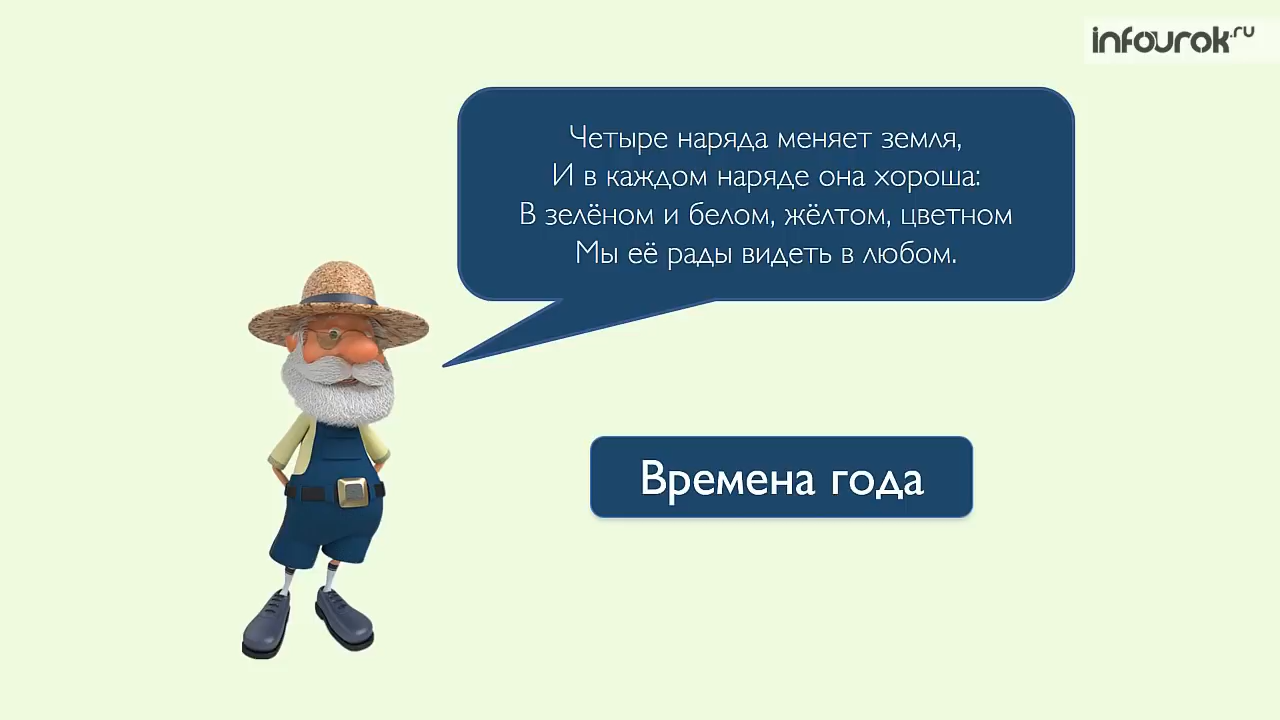 infourok.ru
Четыре наряда меняет земля,
И в каждом наряде она хороша:
В зелёном и белом, жёлтом, цветном
Мы её рады видеть в любом.
Времена года